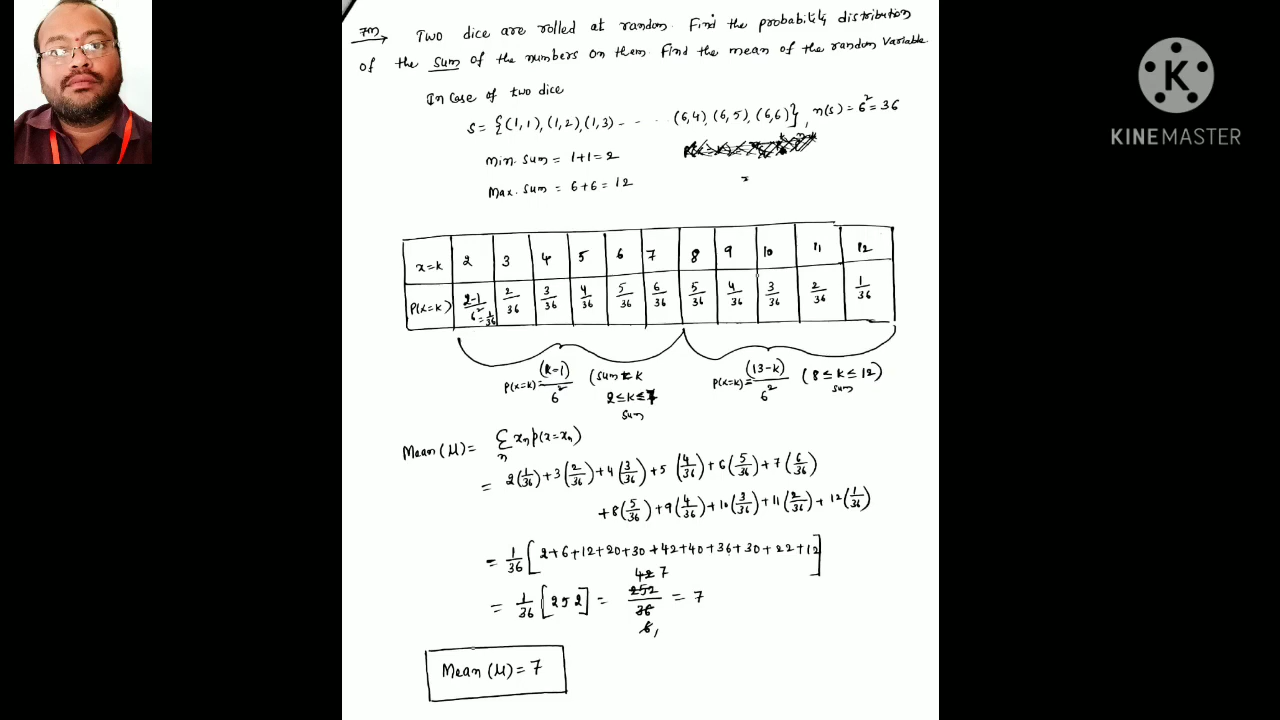 7M Two dice are rolled at random. Find the probability distribution
of the sum of the numbers on them. Find the mean of the random variable.
In case of two dice
S = {(1,1), (1,2), (1,3) - - · · · · (6,4), (6,5), (6,6)}, n(s) = 6² = 36
Min. sum = 1+1 = 2
Max. sum = 6+6 = 12
x=k 2 3 4 5 6 7 8 9 10 11 12
P(x=k) 2-1/6² = 1/36 2/36 3/36 4/36 5/36 6/36 5/36 4/36 3/36 2/36 1/36
P(x=k) = (k-1)/6² (sum k
2 ≤ k ≤ 7
sum
P(x=k) = (13-k)/6² (8 ≤ k ≤ 12)
sum
Mean (μ) = Σ xₙ p(x=xₙ)
n
= 2(1/36) + 3(2/36) + 4(3/36) + 5(4/36) + 6(5/36) + 7(6/36)
+ 8(5/36) + 9(4/36) + 10(3/36) + 11(2/36) + 12(1/36)
= 1/36 [2+6+12+20+30+42+40+36+30+22+12]
42 7
= 1/36 [252] = 252/36 = 7
6,
Mean (μ) = 7
K
KINEMASTER